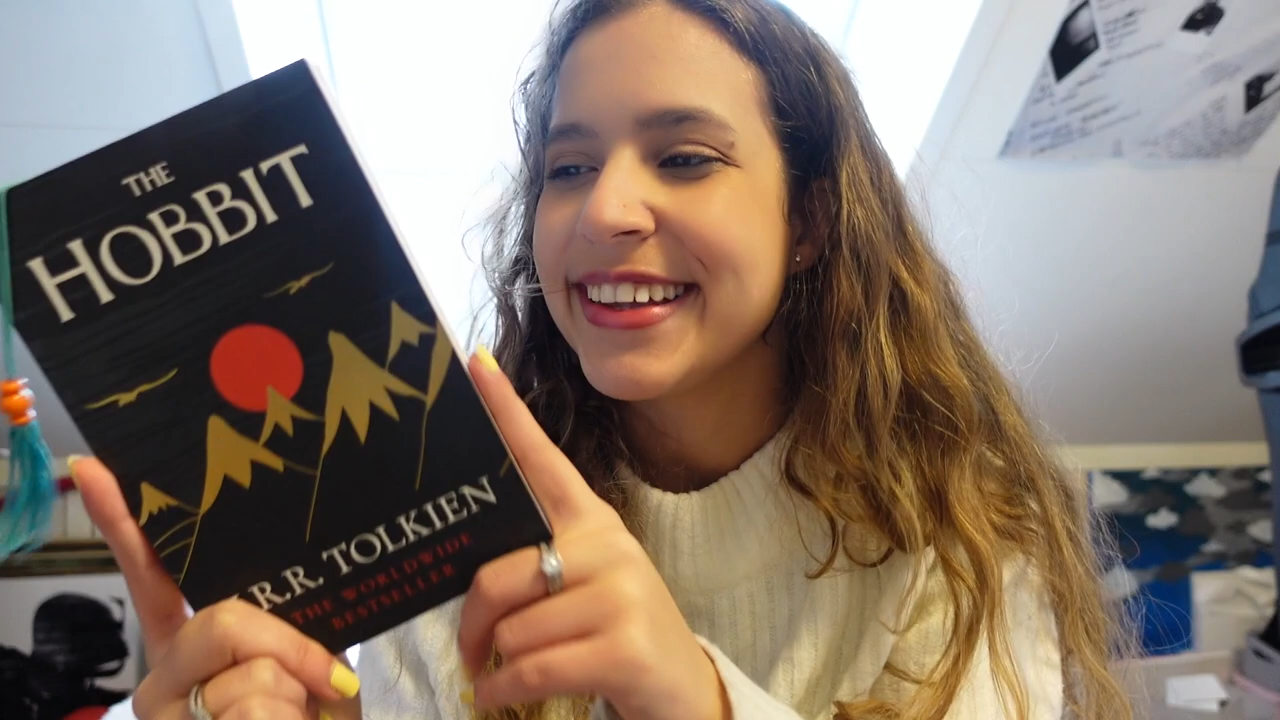 THE
HOBBIT
R.R. TOLKIEN
THE WORLDWIDE
BESTSELLER